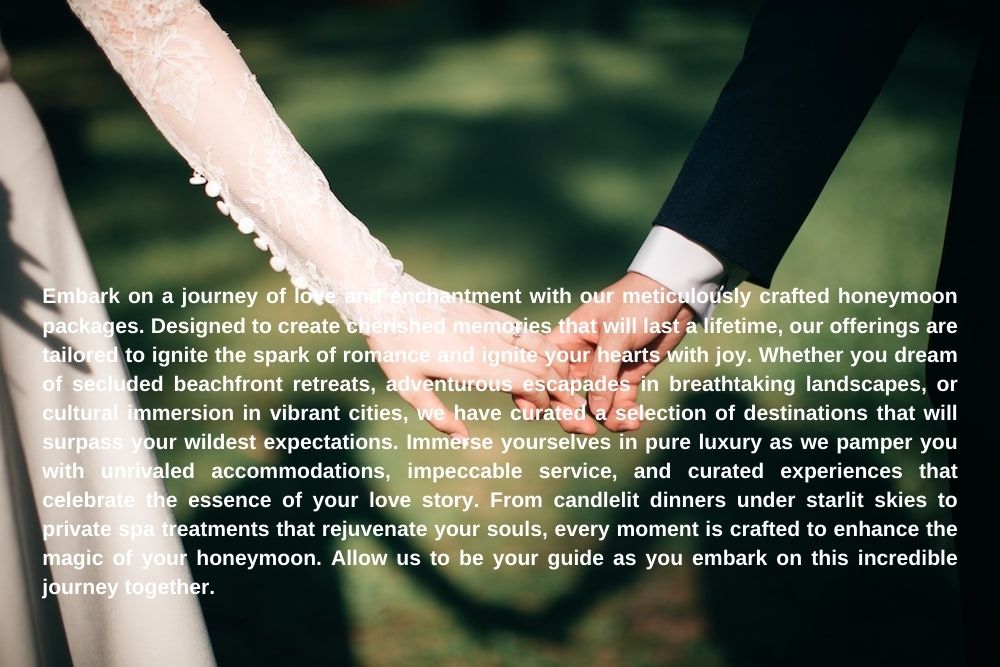 Embark on a journey of love and enchantment with our meticulously crafted honeymoon
packages. Designed to create cherished memories that will last a lifetime, our offerings are
tailored to ignite the spark of romance and ignite your hearts with joy. Whether you dream
of secluded beachfront retreats, adventurous escapades in breathtaking landscapes, or
cultural immersion in vibrant cities, we have curated a selection of destinations that will
surpass your wildest expectations. Immerse yourselves in pure luxury as we pamper you
with unrivaled accommodations, impeccable service, and curated experiences that
celebrate the essence of your love story. From candlelit dinners under starlit skies to
private spa treatments that rejuvenate your souls, every moment is crafted to enhance the
magic of your honeymoon. Allow us to be your guide as you embark on this incredible
journey together.